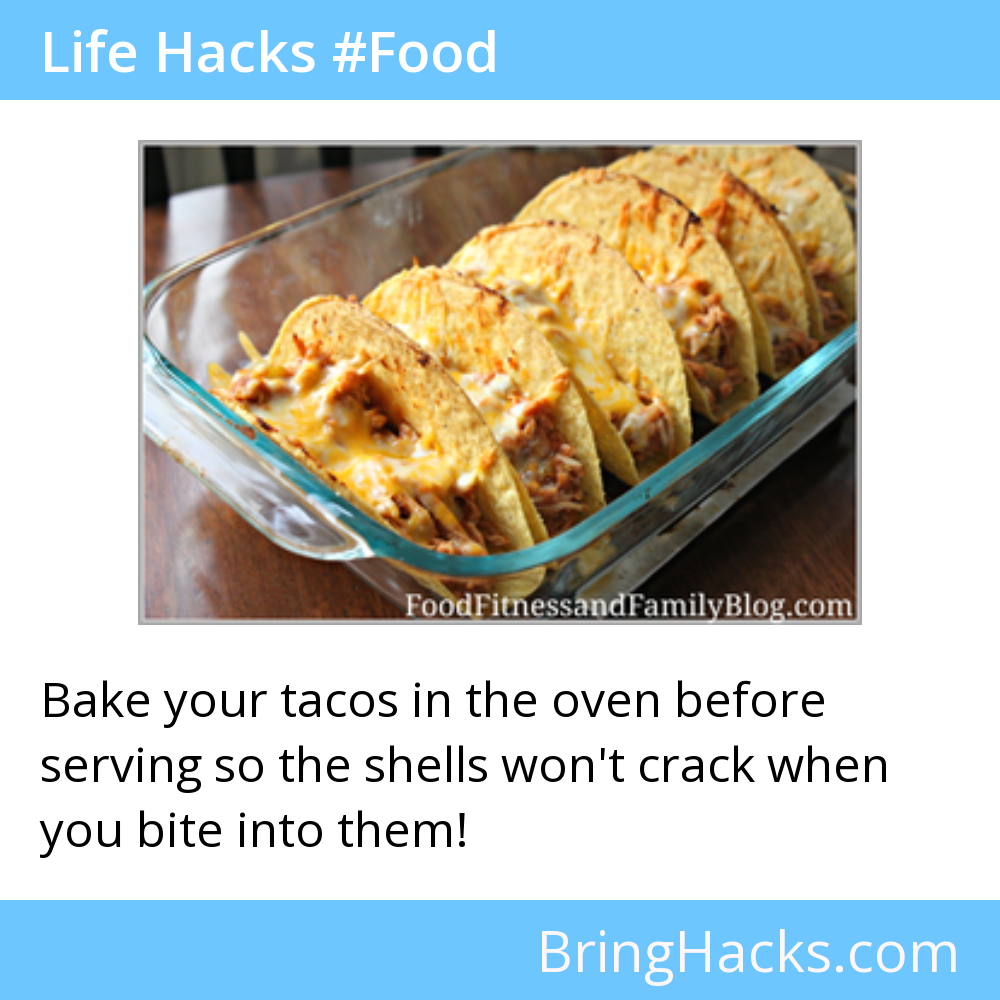 Life Hacks #Food
FoodFitnessandFamilyBlog.com
Bake your tacos in the oven before
serving so the shells won't crack when
you bite into them!
BringHacks.com